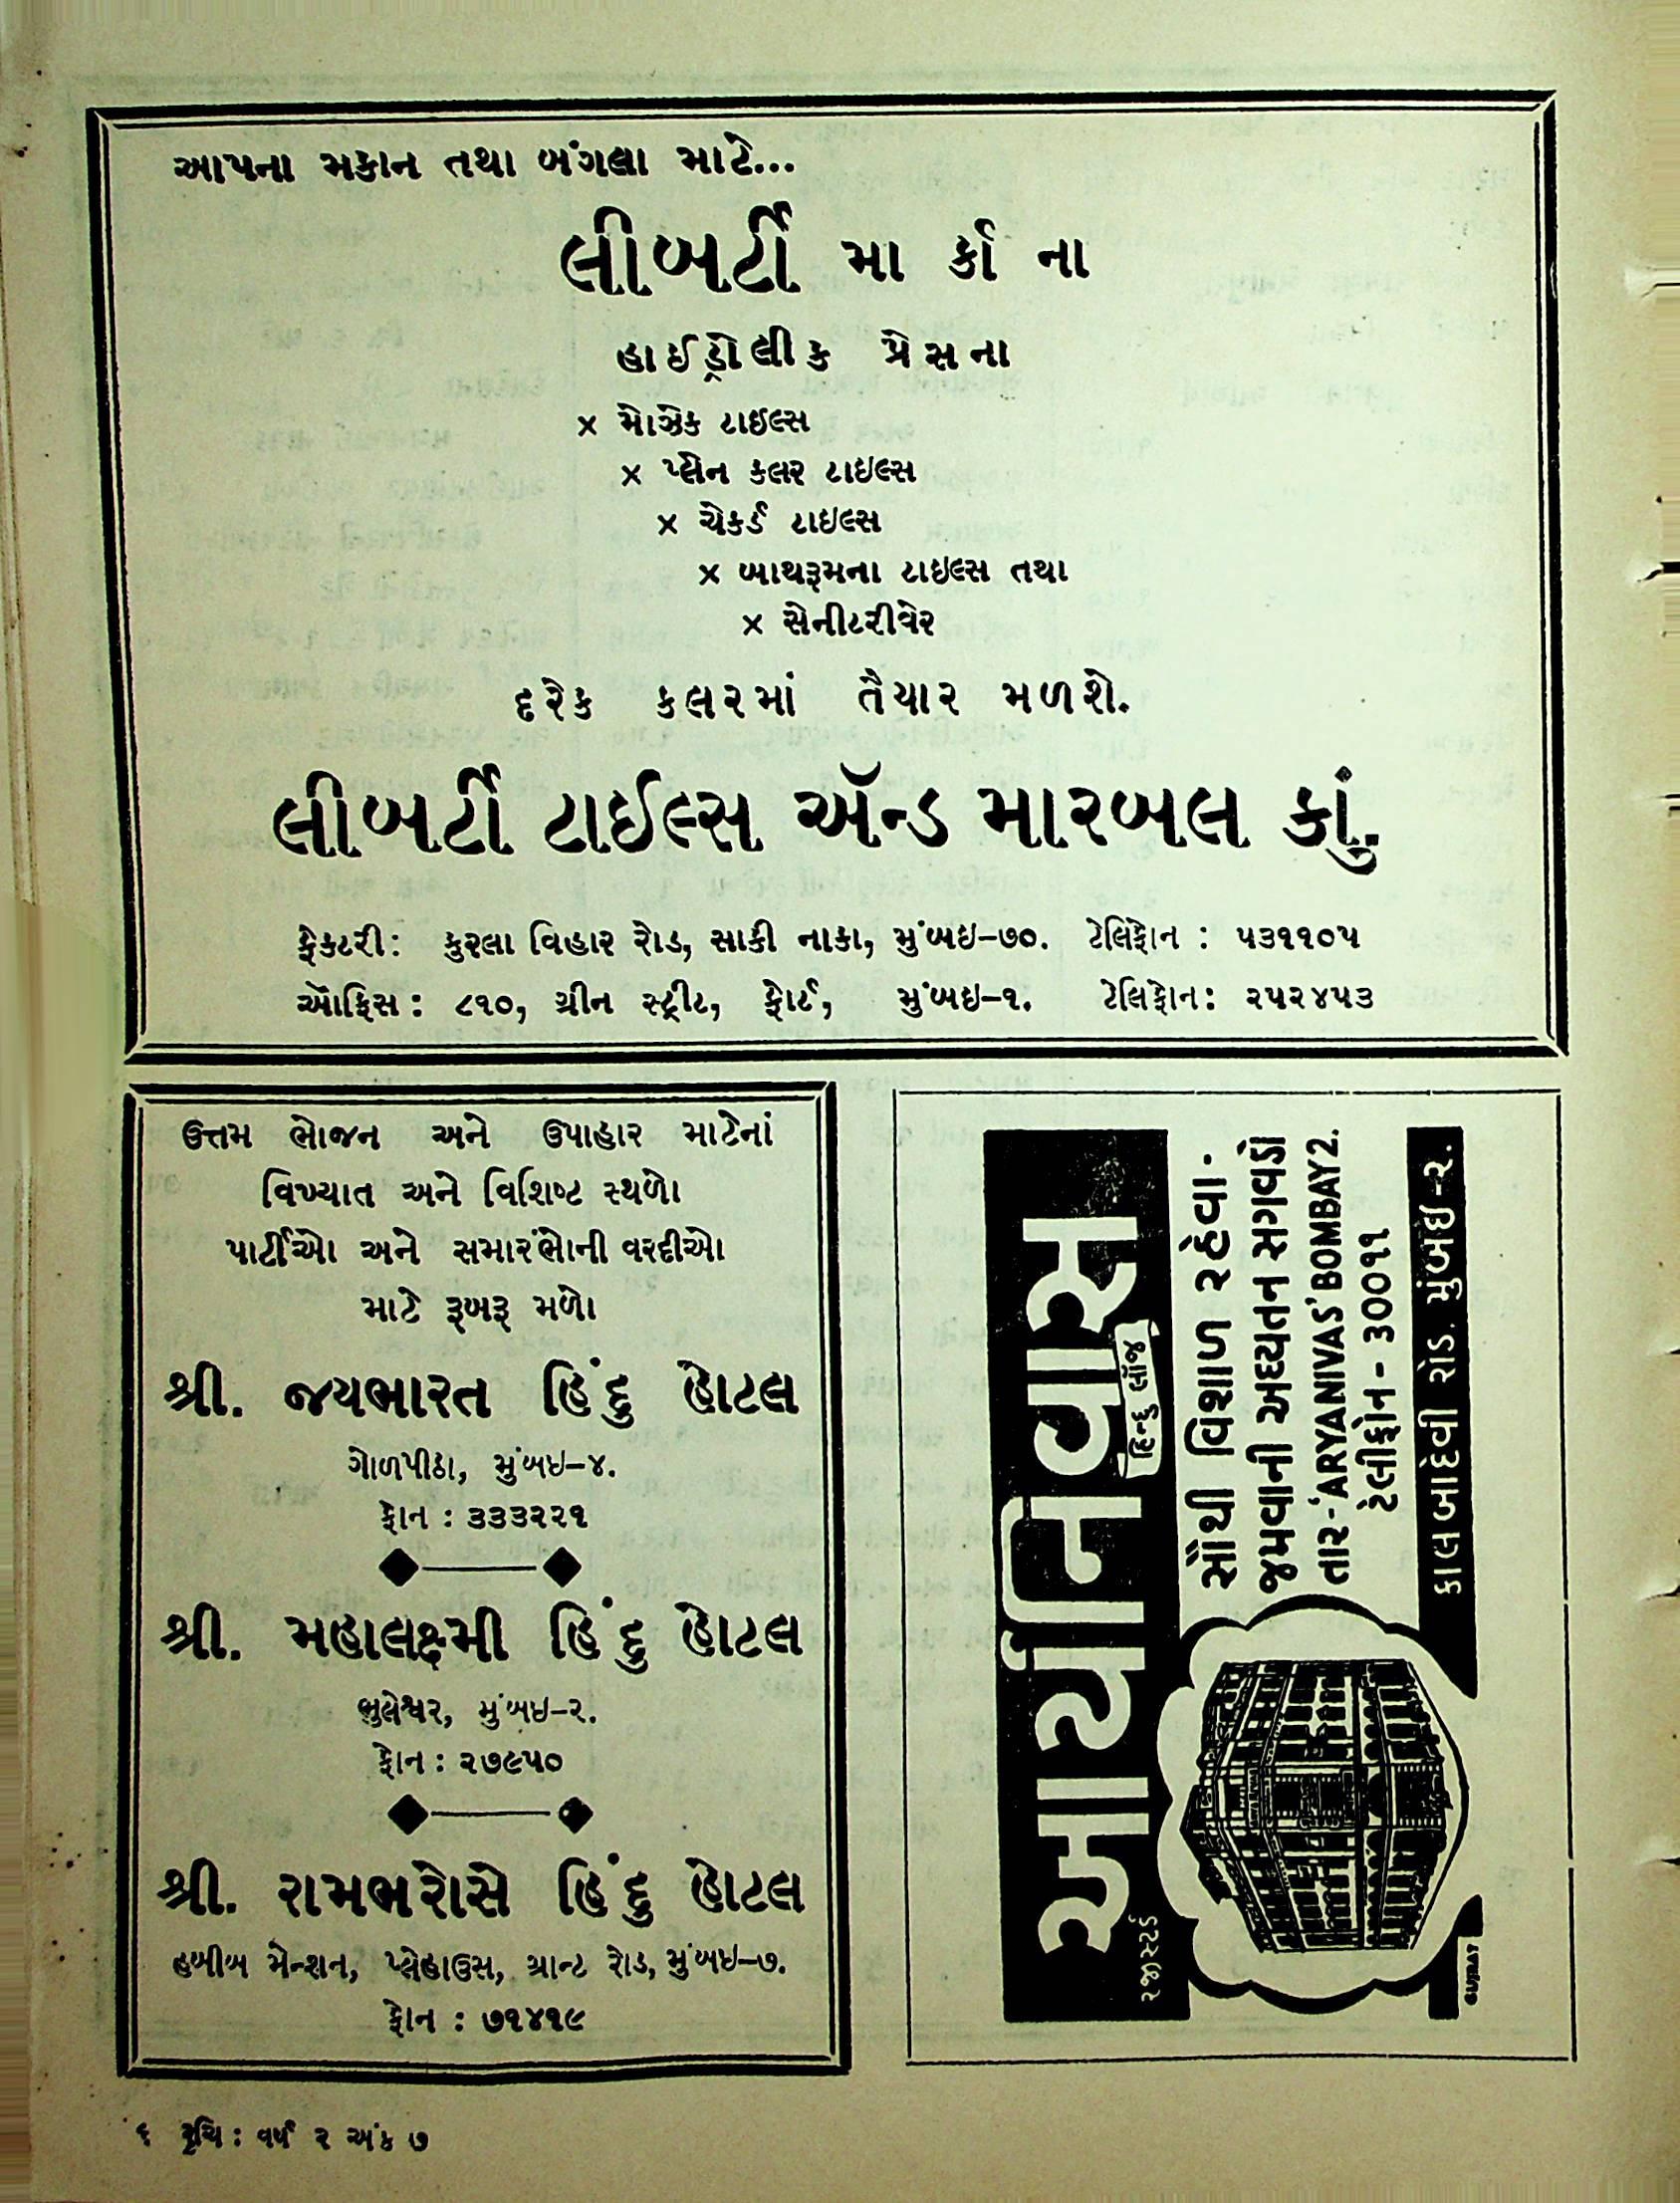 આપના મકાન તથા બંગલા માટે...
લીબર્ટી માર્કાના
હાઈડ્રોલીક પ્રેસના
× મોઝેક ટાઈલ્સ
× પ્લેન કલર ટાઇલ્સ
× ચેકર્ડ ટાઇલ્સ
× બાથરૂમના ટાઇલ્સ તથા
× સેનીટરીવેર
દરેક કલરમાં તૈયાર મળશે.
લીબર્ટી ટાઈલ્સ ઍન્ડ મારબલ કાું.
ફેક્ટરી: કુરલા વિહાર રોડ, સાકી નાકા, મુંબઇ-૭૦. ટેલિફોન : ૫૩૧૧૦૫
ઑફિસ : ૮૧૦, ગ્રીન સ્ટ્રીટ, ફોર્ટ, મુંબઇ-૧. ટેલિફોન: ૨૫૨૪૫૩
ઉત્તમ ભોજન અને ઉપાહાર માટેનાં
વિખ્યાત અને વિશિષ્ટ સ્થળો
પાર્ટીઓ અને સમારંભોની વરદીઓ
માટે રૂબરૂ મળો
શ્રી. જયભારત હિંદુ હોટલ
ગોળપીઠા, મુંબઇ-૪.
ફોન : ૩૩૩૨૨૧
શ્રી. મહાલક્ષ્મી હિંદુ હોટલ
ભુલેશ્વર, મુંબઇ-૨.
ફોન : ૨૭૯૫૦
શ્રી. રામભરોસે હિંદુ હોટલ
હબીબ મેન્શન, પ્લેહાઉસ, ગ્રાન્ટ રોડ, મુંબઇ-૭.
ફોન : ૭૧૪૧૯
રજીસ્ટર્ડ
આર્યનિવાસ
હિન્દુ લૉજ
સૌથી વિશાળ રહેવા-
જમવાની અદ્યતન સગવડો
તાર-'ARYANIVAS' BOMBAY 2.
ટેલીફોન - 30011
કાલબાદેવી રોડ. મુંબઇ-૨.
GUJRAT
૬ રૂચિ : વર્ષ ૨ અંક ૭